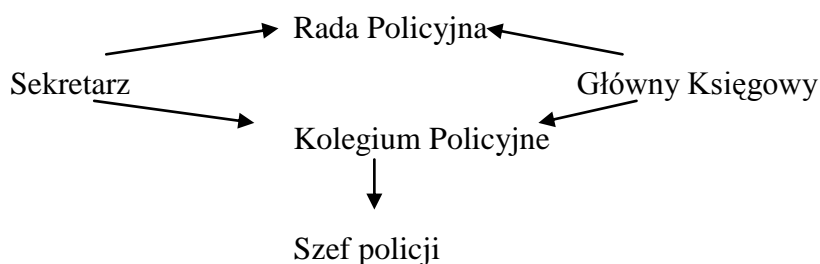 Rada Policyjna
Sekretarz Główny Księgowy
Kolegium Policyjne
Szef policji